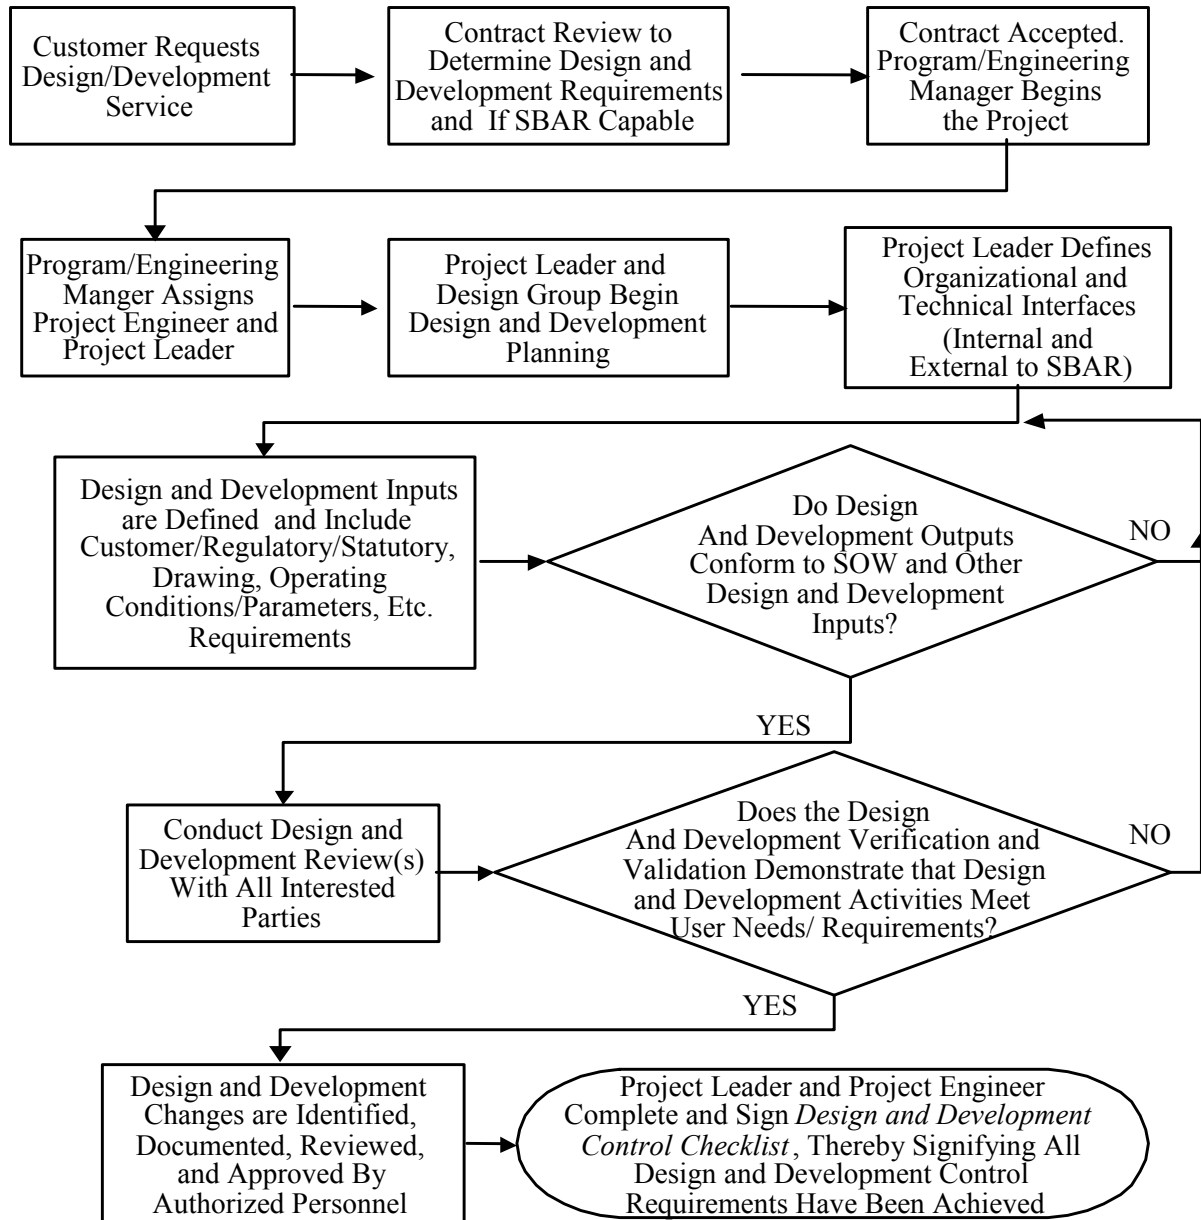 Customer Requests
Design/Development
Service
Contract Review to
Determine Design and
Development Requirements
and If SBAR Capable
Contract Accepted.
Program/Engineering
Manager Begins
the Project
Program/Engineering
Manger Assigns
Project Engineer and
Project Leader
Project Leader and
Design Group Begin
Design and Development
Planning
Project Leader Defines
Organizational and
Technical Interfaces
(Internal and
External to SBAR)
Design and Development Inputs
are Defined and Include
Customer/Regulatory/Statutory,
Drawing, Operating
Conditions/Parameters, Etc.
Requirements
Do Design
And Development Outputs
Conform to SOW and Other
Design and Development
Inputs?
NO
YES
Conduct Design and
Development Review(s)
With All Interested
Parties
Does the Design
And Development Verification and
Validation Demonstrate that Design
and Development Activities Meet
User Needs/ Requirements?
NO
YES
Design and Development
Changes are Identified,
Documented, Reviewed,
and Approved By
Authorized Personnel
Project Leader and Project Engineer
Complete and Sign Design and Development
Control Checklist, Thereby Signifying All
Design and Development Control
Requirements Have Been Achieved